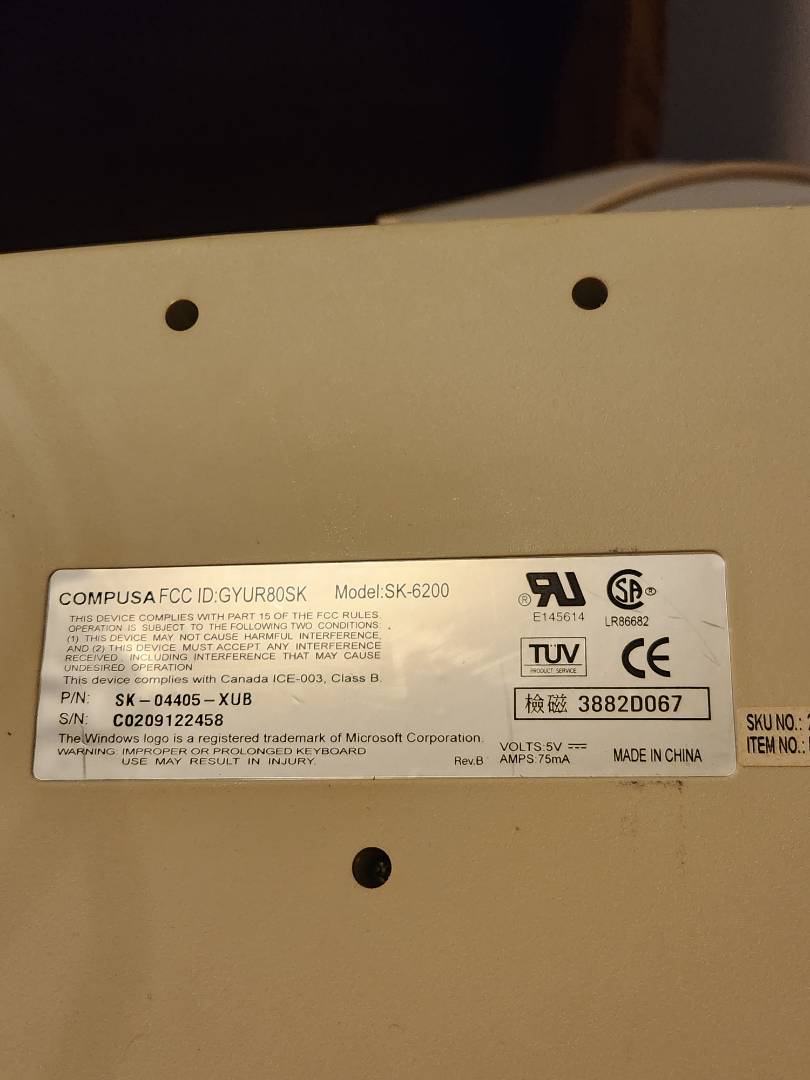 COMPUSA FCC ID:GYUR80SK Model:SK-6200
THIS DEVICE COMPLIES WITH PART 15 OF THE FCC RULES.
OPERATION IS SUBJECT TO THE FOLLOWING TWO CONDITIONS:
(1) THIS DEVICE MAY NOT CAUSE HARMFUL INTERFERENCE,
AND (2) THIS DEVICE MUST ACCEPT ANY INTERFERENCE
RECEIVED, INCLUDING INTERFERENCE THAT MAY CAUSE
UNDESIRED OPERATION
This device complies with Canada ICE-003, Class B.
P/N: SK-04405-XUB
S/N: C0209122458
The Windows logo is a registered trademark of Microsoft Corporation.
WARNING: IMPROPER OR PROLONGED KEYBOARD
USE MAY RESULT IN INJURY.
Rev.B
® RU
E145614
SA ®
LR86682
TUV
PRODUCT SERVICE
CE
檢磁 3882D067
VOLTS:5V
AMPS:75mA
MADE IN CHINA
SKU NO.:
ITEM NO.: